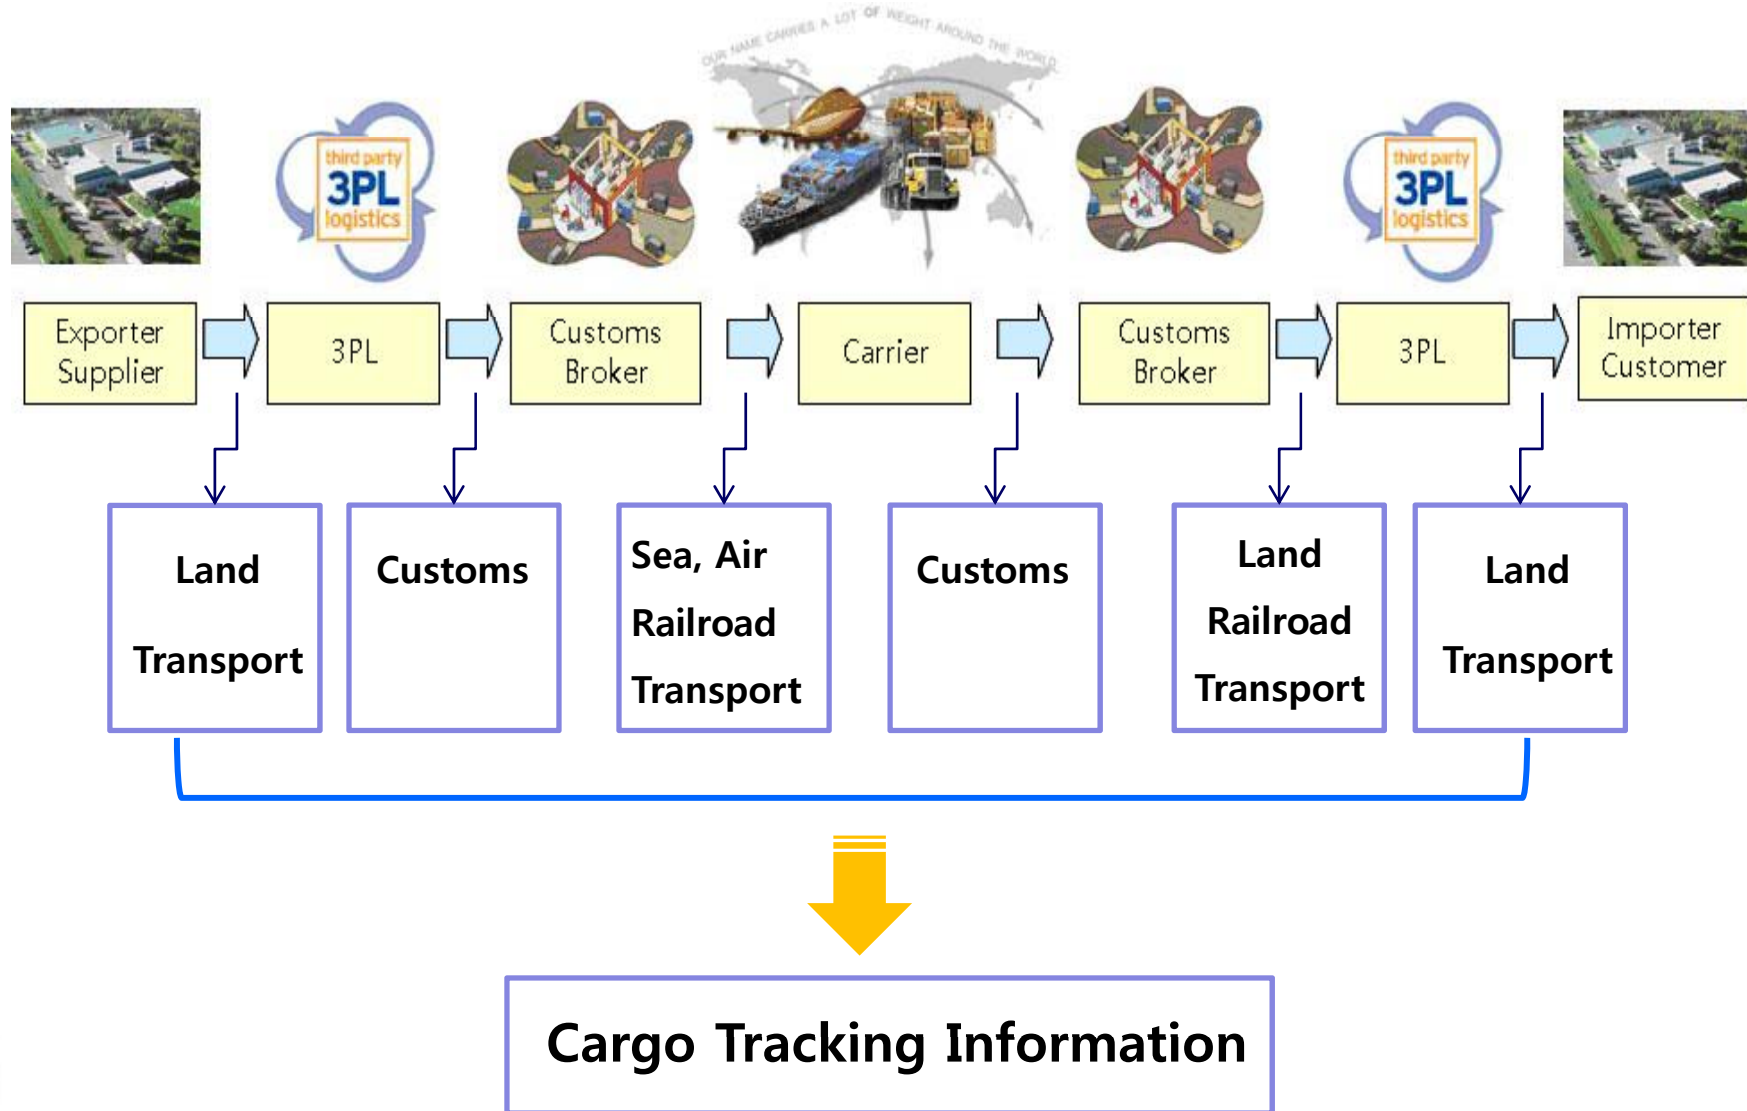 OUR NAME CARRIES A LOT OF WEIGHT AROUND THE WORLD
third party
3PL
logistics
third party
3PL
logistics
Exporter
Supplier
3PL
Customs
Broker
Carrier
Customs
Broker
3PL
Importer
Customer
Land
Transport
Customs
Sea, Air
Railroad
Transport
Customs
Land
Railroad
Transport
Land
Transport
Cargo Tracking Information